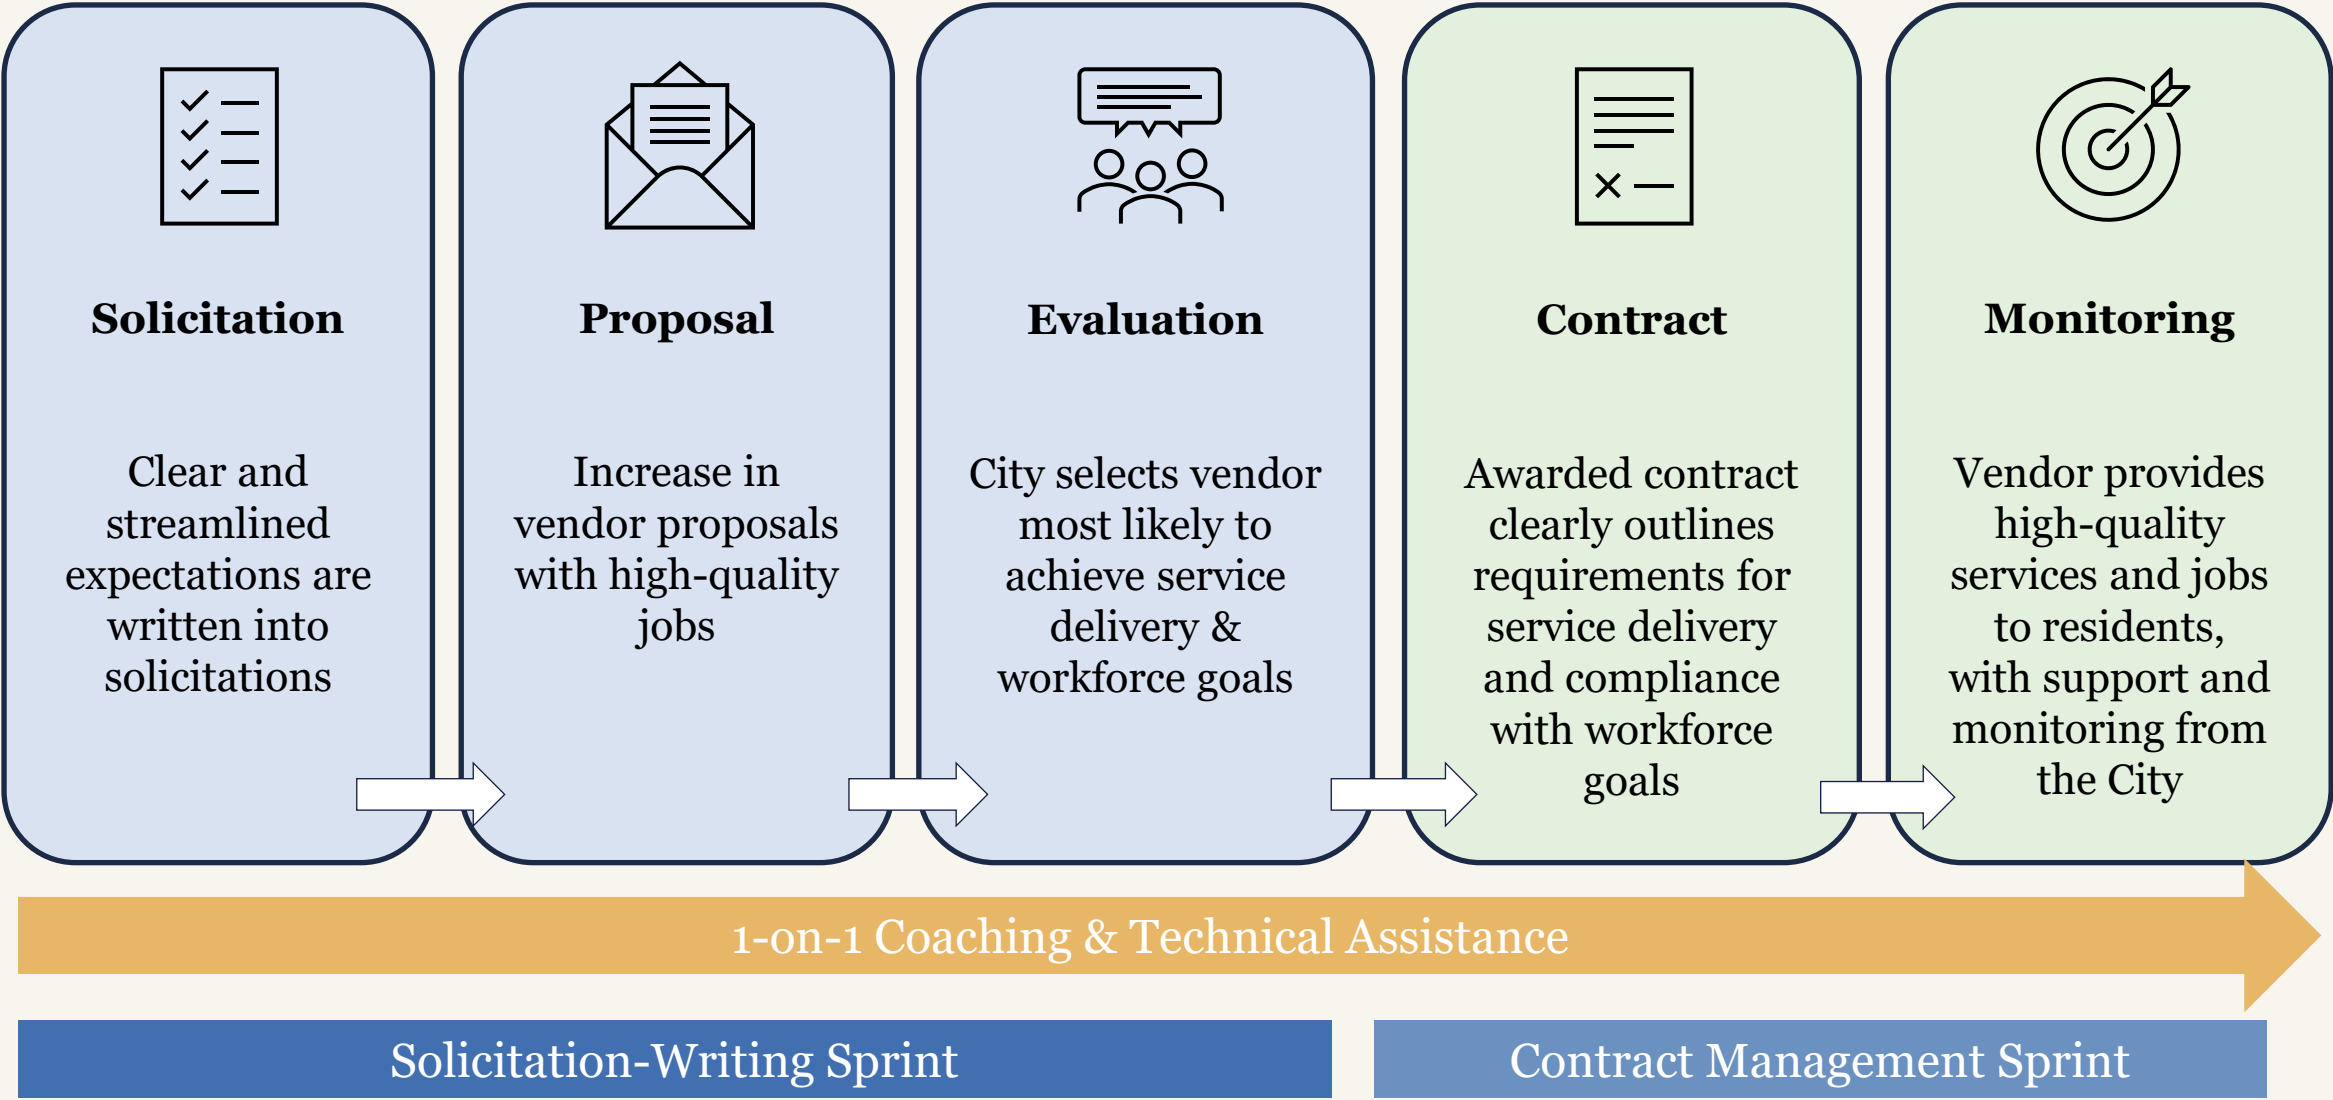 Solicitation
Clear and
streamlined
expectations are
written into
solicitations
Proposal
Increase in
vendor proposals
with high-quality
jobs
Evaluation
City selects vendor
most likely to
achieve service
delivery &
workforce goals
Contract
Awarded contract
clearly outlines
requirements for
service delivery
and compliance
with workforce
goals
Monitoring
Vendor provides
high-quality
services and jobs
to residents,
with support and
monitoring from
the City
1-on-1 Coaching & Technical Assistance
Solicitation-Writing Sprint
Contract Management Sprint